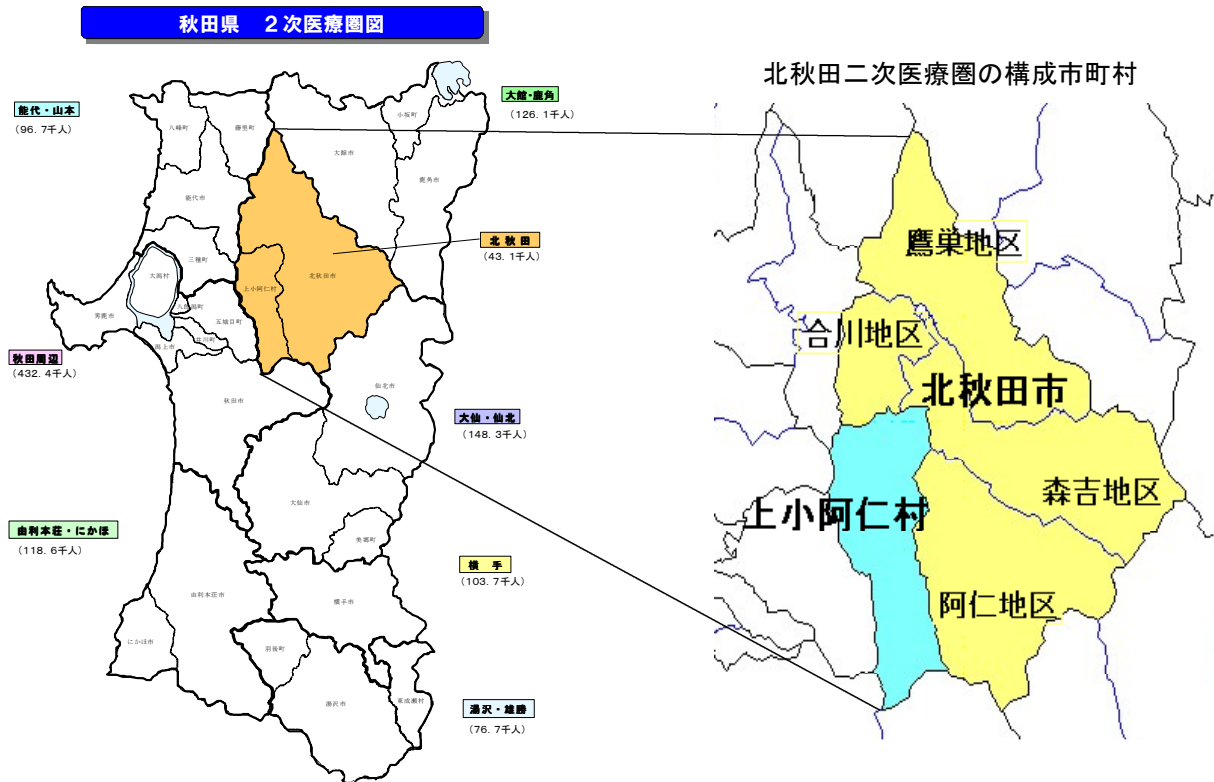 秋田県　２次医療圏図
北秋田二次医療圏の構成市町村
能代・山本
(96. 7千人)
大館・鹿角
(126. 1千人)
八峰町
藤里町
小坂町
大館市
鹿角市
能代市
北秋田
(43. 1千人)
三種町
大潟村
上小阿仁村
北秋田市
男鹿市
八郎潟町
五城目町
井川町
潟上市
秋田周辺
(432. 4千人)
秋田市
仙北市
大仙・仙北
(148. 3千人)
大仙市
美郷町
由利本荘・にかほ
(118. 6千人)
横　手
(103. 7千人)
由利本荘市
横手市
にかほ市
羽後町
湯沢市
東成瀬村
湯沢・雄勝
(76. 7千人)
鷹巣地区
合川地区
北秋田市
森吉地区
上小阿仁村
阿仁地区